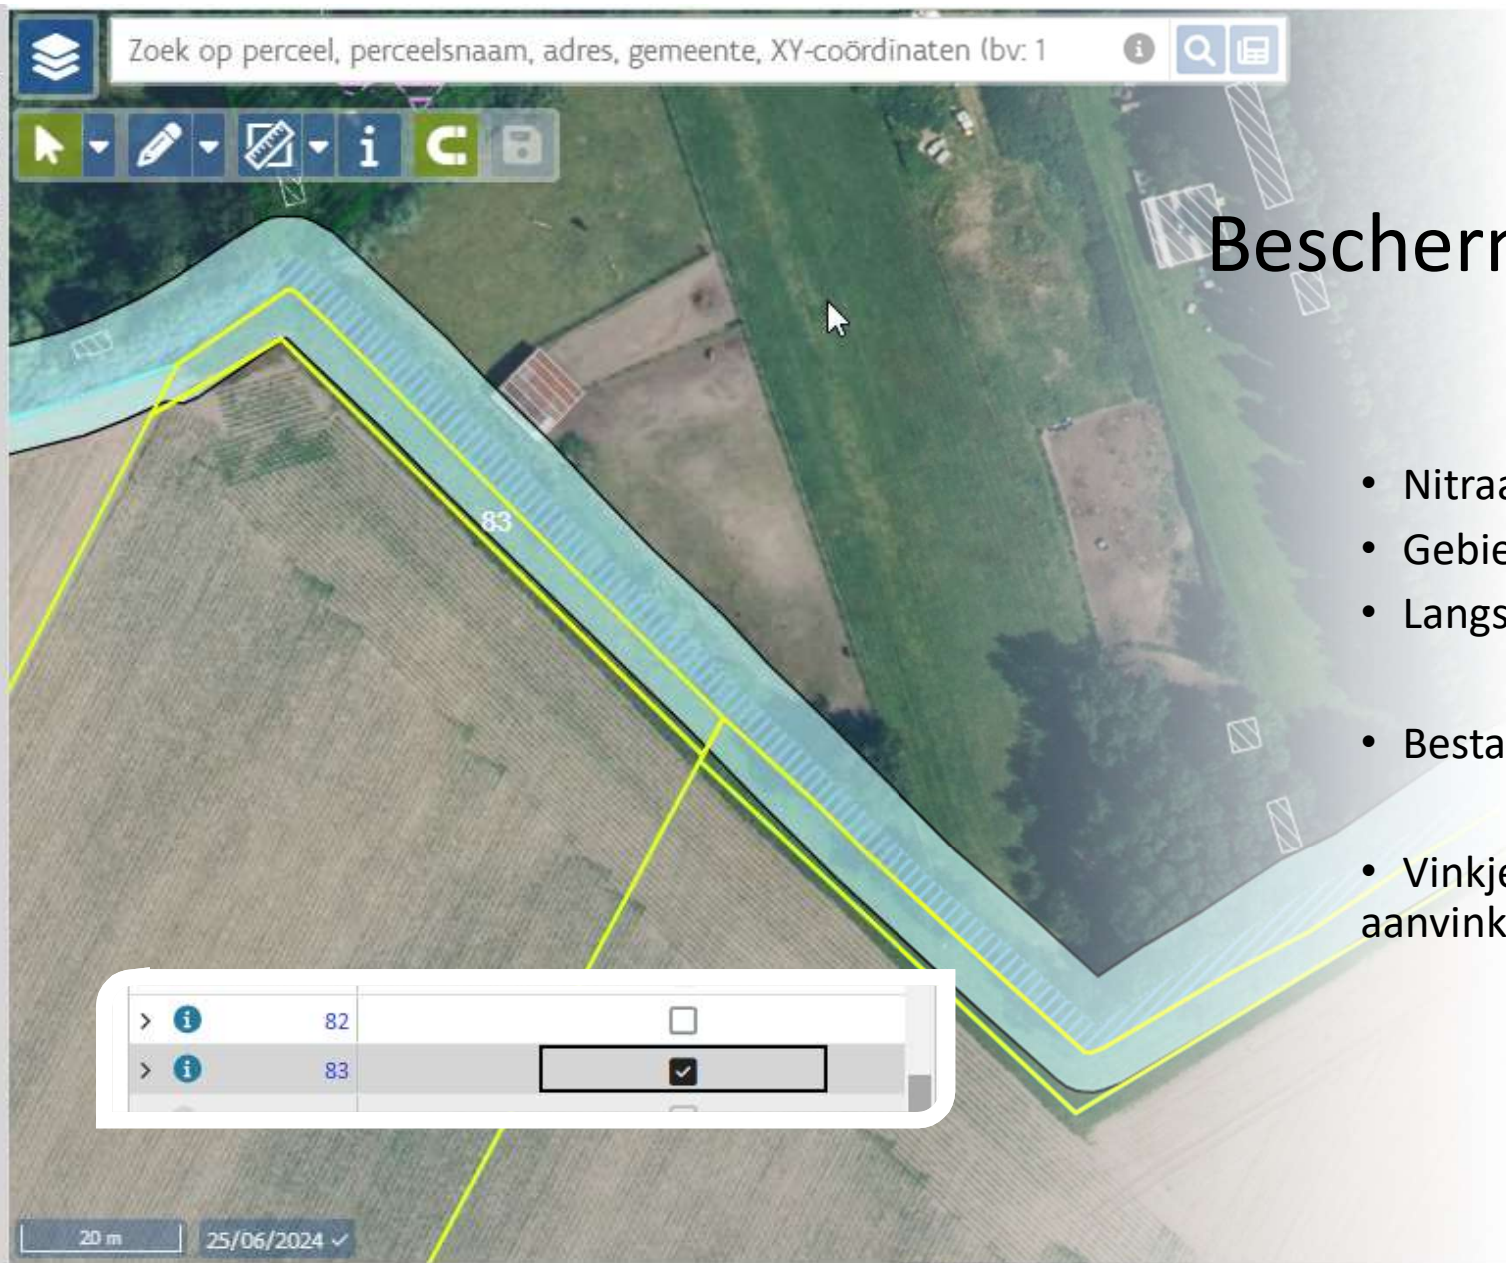 Zoek op perceel, perceelsnaam, adres, gemeente, XY-coördinaten (bv: 1
Bescherr
• Nitraa
• Gebie
• Langs
• Besta
• Vinkje
aanvink
83
82
83
20 m
25/06/2024